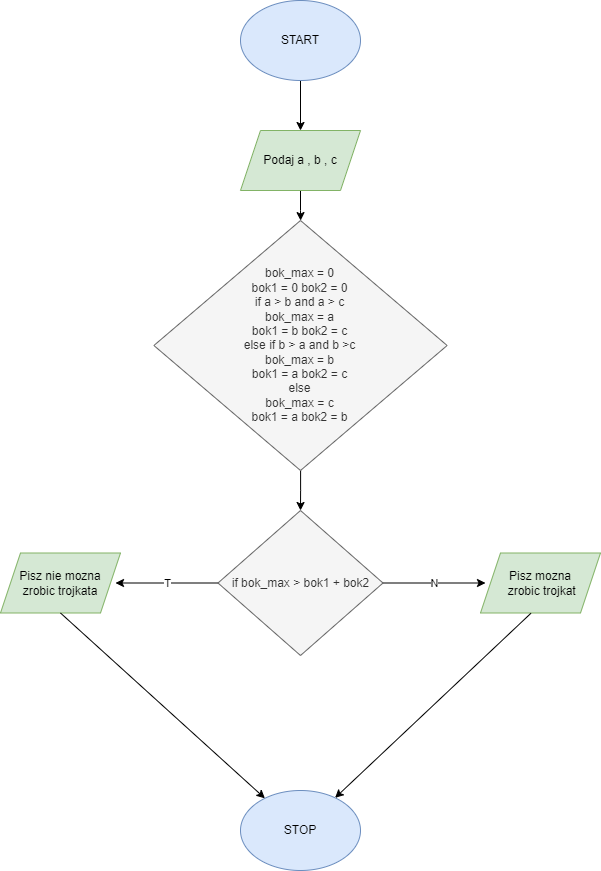 START
Podaj a , b , c
bok_max = 0
bok1 = 0 bok2 = 0
if a > b and a > c
bok_max = a
bok1 = b bok2 = c
else if b > a and b >c
bok_max = b
bok1 = a bok2 = c
else
bok_max = c
bok1 = a bok2 = b
if bok_max > bok1 + bok2
T
N
Pisz nie mozna
zrobic trojkata
Pisz mozna
zrobic trojkat
STOP